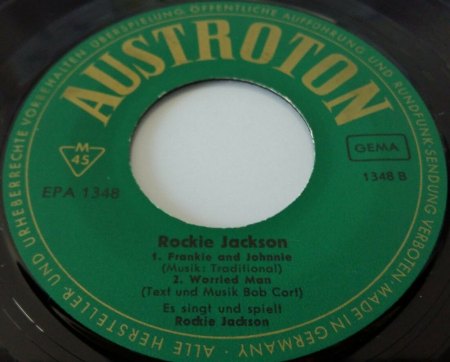 ALLE HERSTELLER- UND URHEBERRECHTE VORBEHALTEN ÜBERSPIELUNG ÖFFENTLICHE AUFFÜHRUNG UND RUNDFUNK-SENDUNG VERBOTEN · MADE IN GERMANY ·
AUSTROTON
M
45
GEMA
EPA 1348
1348 B
Rockie Jackson
1. Frankie and Johnnie
(Musik: Traditional)
2. Worried Man
(Text und Musik Bob Cort)
Es singt und spielt
Rockie Jackson